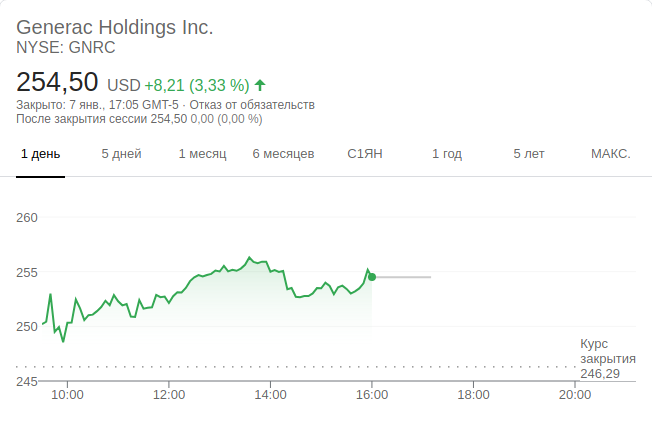 Generac Holdings Inc.
NYSE: GNRC
254,50 USD +8,21 (3,33 %)
Закрыто: 7 янв., 17:05 GMT-5 · Отказ от обязательств
После закрытия сессии 254,50 0,00 (0,00 %)
1 день 5 дней 1 месяц 6 месяцев С1ЯН 1 год 5 лет МАКС.
260
255
250
Курс
закрытия
246,29
245
10:00 12:00 14:00 16:00 18:00 20:00